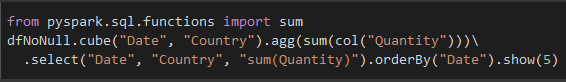 from pyspark.sql.functions import sum
dfNoNull.cube("Date", "Country").agg(sum(col("Quantity")))\
.select("Date", "Country", "sum(Quantity)").orderBy("Date").show(5)